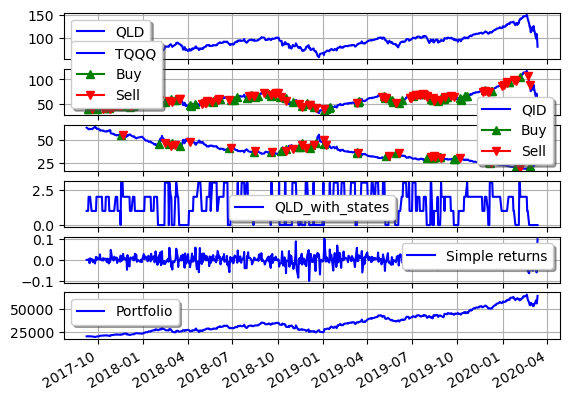 150
100
QLD
TQQQ
Buy
Sell
100
50
QID
Buy
Sell
50
25
2.5
0.0
QLD_with_states
0.1
0.0
−0.1
Simple returns
50000
25000
Portfolio
2017-10
2018-01
2018-04
2018-07
2018-10
2019-01
2019-04
2019-07
2019-10
2020-01
2020-04